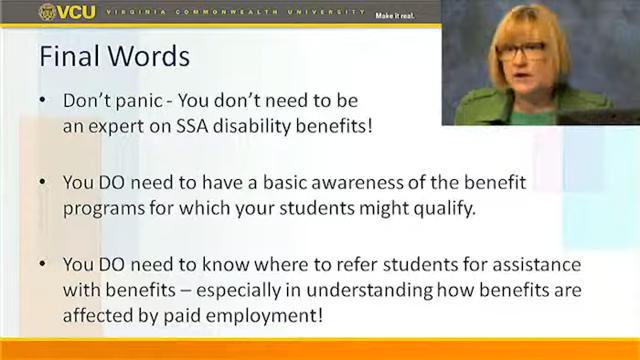 VCU VIRGINIA COMMONWEALTH UNIVERSITY Make it real.
Final Words
• Don't panic - You don't need to be
an expert on SSA disability benefits!
• You DO need to have a basic awareness of the benefit
programs for which your students might qualify.
• You DO need to know where to refer students for assistance
with benefits – especially in understanding how benefits are
affected by paid employment!